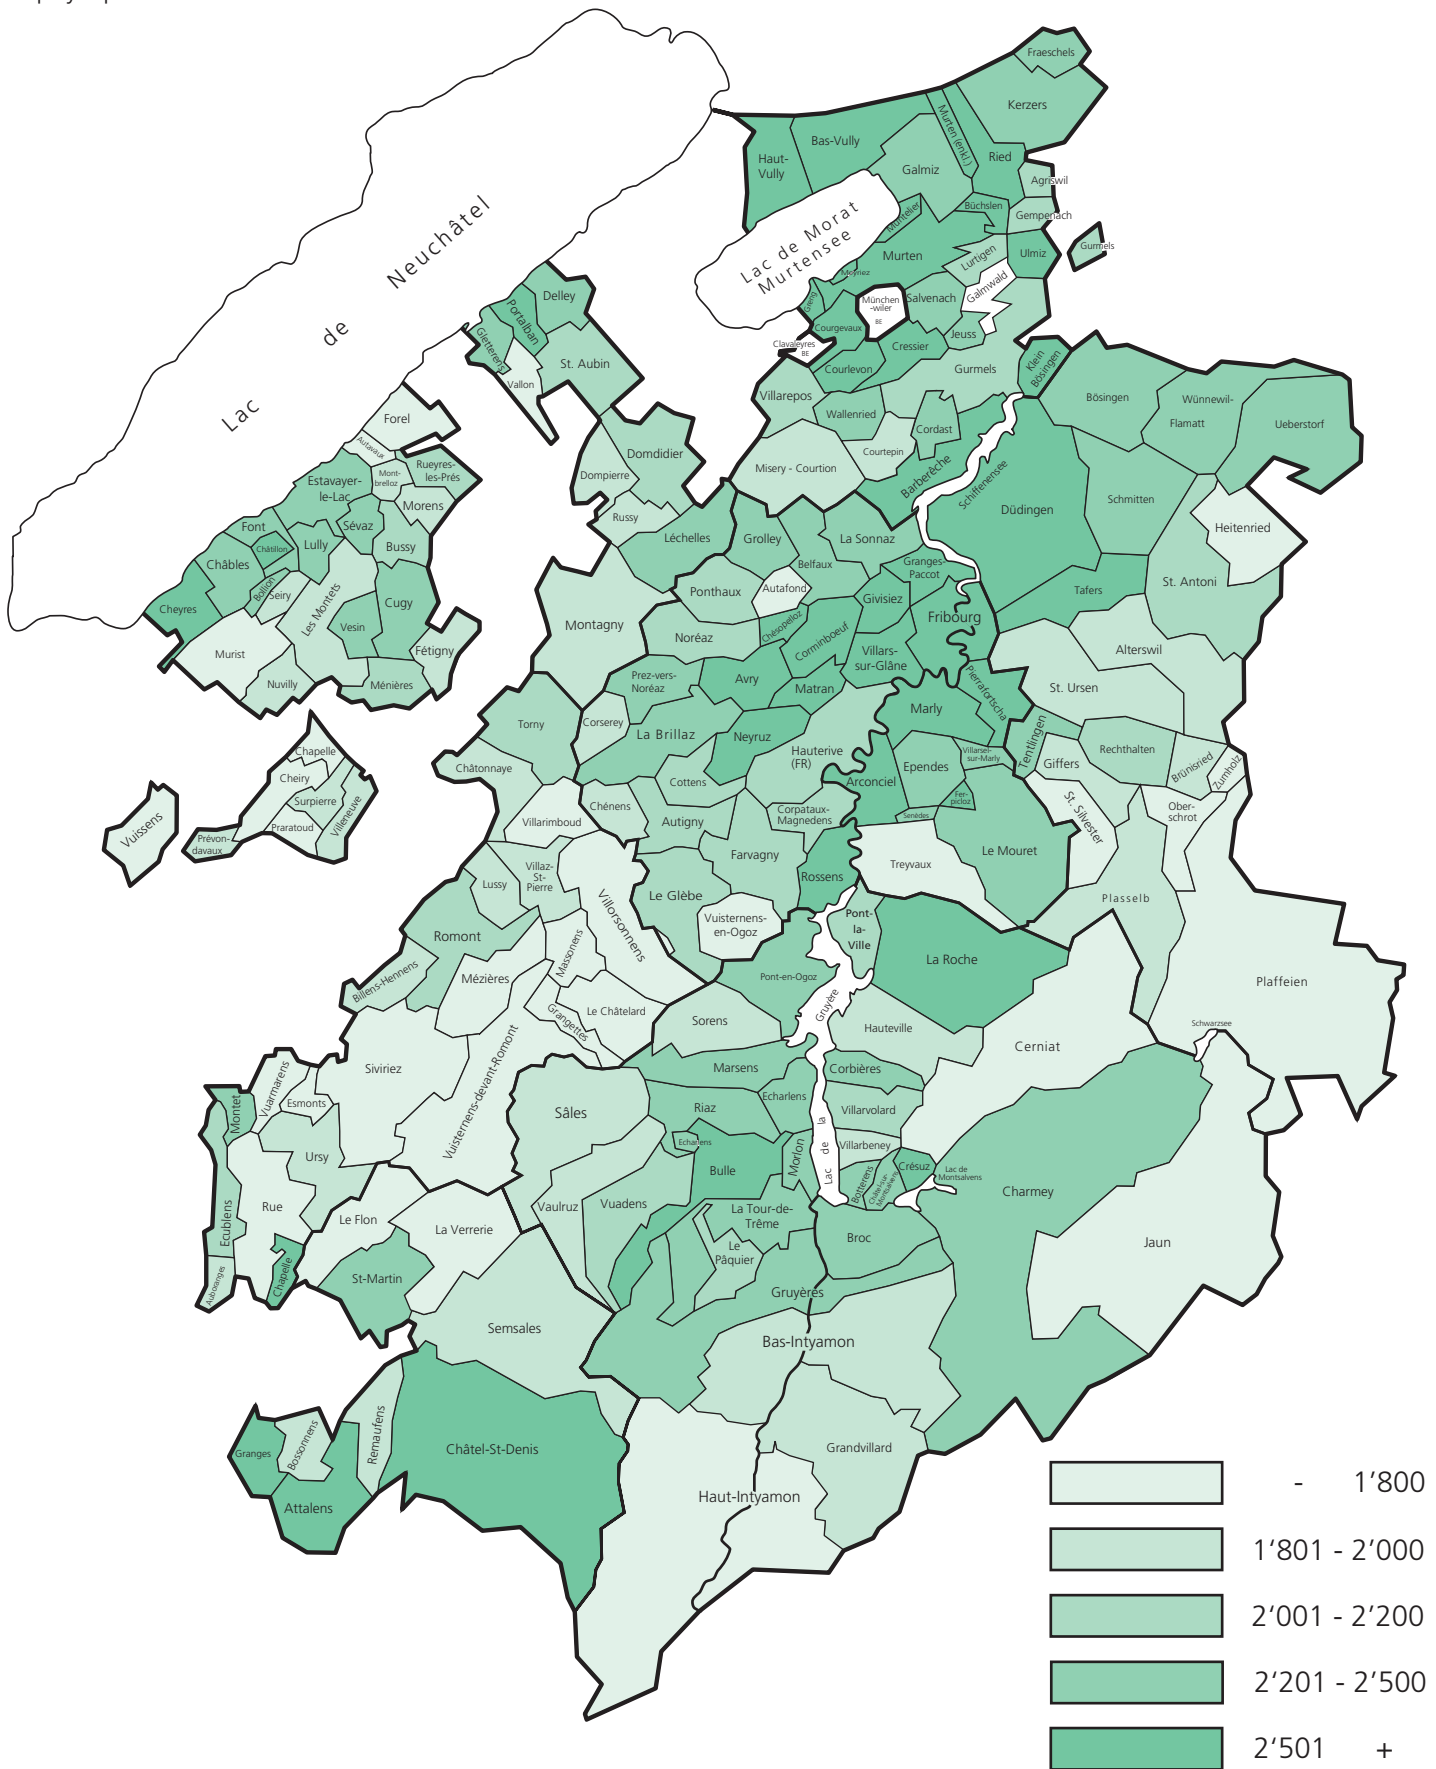 Fraeschels
Kerzers
Murten (enkl.)
Bas-Vully
Haut-
Vully
Galmiz
Ried
Agriswil
Gempenach
Büchslen
Muntelier
Lac de Morat
Murtensee
Murten
Lurtigen
Ulmiz
Gurmels
Galmwald
Meyriez
Greng
München
-wiler
BE
Salvenach
Courgevaux
Clavaleyres
BE
Cressier
Jeuss
Courlevon
Gurmels
Klein
Bösingen
Lac de Neuchâtel
Delley
Portalban
Gletterens
St. Aubin
Vallon
Villarepos
Wallenried
Cordast
Courtepin
Misery - Courtion
Barberêche
Schiffenensee
Bösingen
Wünnewil-
Flamatt
Ueberstorf
Düdingen
Schmitten
Heitenried
St. Antoni
Tafers
Alterswil
St. Ursen
Forel
Autavaux
Mont-
brelloz
Rueyres-
les-Prés
Morens
Estavayer-
le-Lac
Sévaz
Bussy
Font
Lully
Châtillon
Châbles
Bollion
Seiry
Cheyres
Les Montets
Vesin
Cugy
Fétigny
Murist
Nuvilly
Ménières
Domdidier
Dompierre
Russy
Léchelles
Grolley
La Sonnaz
Belfaux
Granges-
Paccot
Autafond
Ponthaux
Givisiez
Fribourg
Montagny
Noréaz
Chésopelloz
Corminboeuf
Villars-
sur-Glâne
Prez-vers-
Noréaz
Avry
Matran
Pierrafortscha
Marly
Tentlingen
Villarsel-
sur-Marly
Giffers
Rechthalten
Brünisried
Zumholz
Corserey
Torny
La Brillaz
Neyruz
Hauterive
(FR)
Arconciel
Ependes
Fer-
picloz
Senèdes
Châtonnaye
Cottens
Chénens
Autigny
Corpataux-
Magnedens
Villarimboud
Farvagny
Rossens
Treyvaux
Le Mouret
St. Silvester
Ober-
schrot
Plasselb
Plaffeien
Schwarzsee
Chapelle
Cheiry
Surpierre
Praratoud
Villeneuve
Prévon-
davaux
Vuissens
Lussy
Villaz-
St-
Pierre
Villorsonnens
Le Glèbe
Vuisternens-
en-Ogoz
Pont-
la-
Ville
La Roche
Romont
Massonens
Mézières
Billens-Hennens
Grangettes
Le Châtelard
Pont-en-Ogoz
Sorens
Hauteville
Cerniat
Siviriez
Vuisternens-devant-Romont
Vuarmarens
Esmonts
Montet
Ursy
Ecublens
Rue
Auboranges
Chapelle
Marsens
Corbières
Echarlens
Villarvolard
Riaz
Sâles
Echarlens
Villarbeney
Bulle
Morlon
Botterens
Châtel-sur-
Montsalvens
Crésuz
Lac de
Montsalvens
Lac de la Gruyère
Charmey
Jaun
Vaulruz
Vuadens
La Tour-de-
Trême
Le
Pâquier
Broc
Gruyères
Le Flon
La Verrerie
St-Martin
Semsales
Bas-Intyamon
Grandvillard
Haut-Intyamon
Châtel-St-Denis
Remaufens
Bossonnens
Granges
Attalens
- 1'800
1'801 - 2'000
2'001 - 2'200
2'201 - 2'500
2'501 +